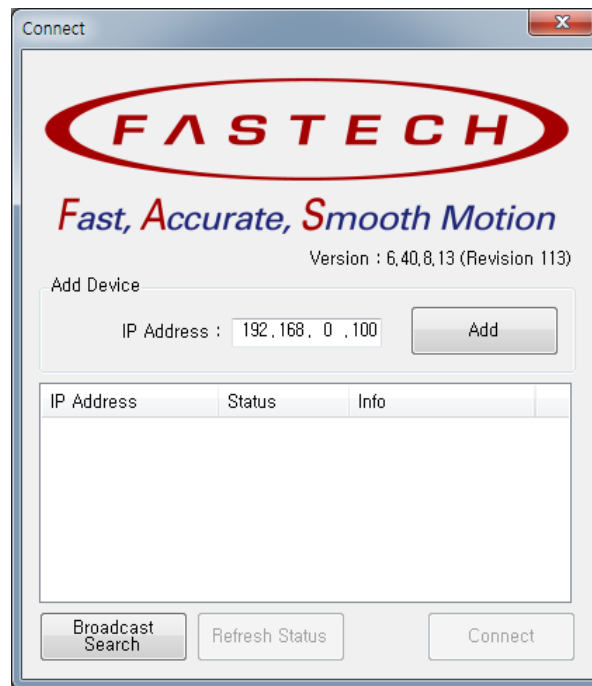 Connect
FASTECH
Fast, Accurate, Smooth Motion
Version : 6,40,8,13 (Revision 113)
Add Device
IP Address : 192.168. 0 .100 Add
IP Address Status Info
Broadcast
Search
Refresh Status
Connect